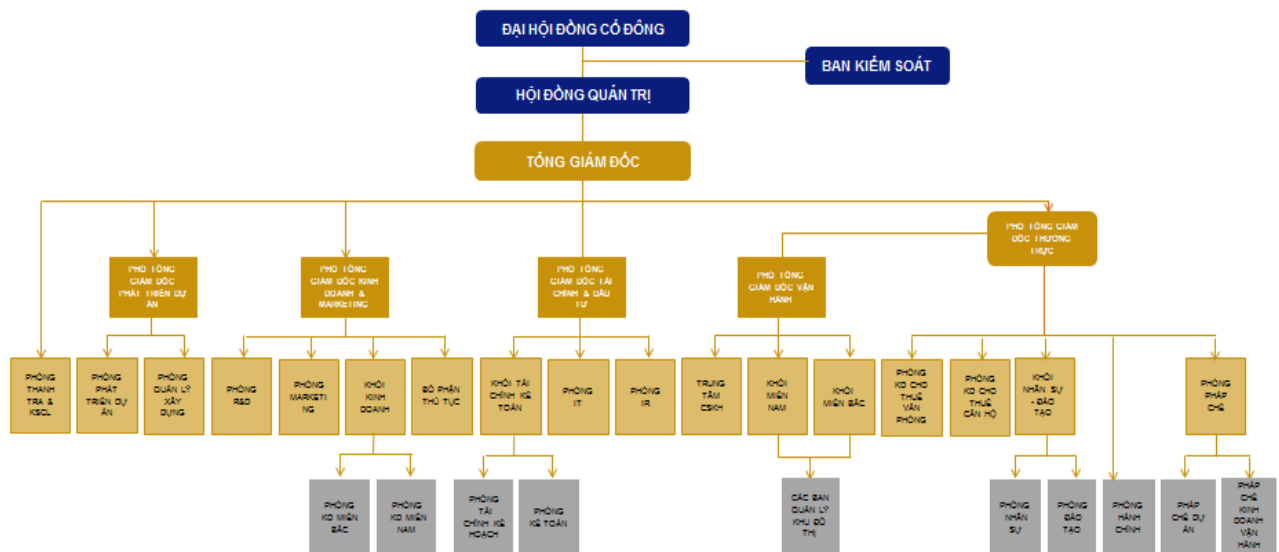 ĐẠI HỘI ĐỒNG CỔ ĐÔNG
BAN KIỂM SOÁT
HỘI ĐỒNG QUẢN TRỊ
TỔNG GIÁM ĐỐC
PHÓ TỔNG GIÁM
ĐỐC THƯỜNG
TRỰC
PHÓ TỔNG
GIÁM ĐỐC
PHÁT TRIỂN DỰ
ÁN
PHÓ TỔNG
GIÁM ĐỐC KINH
DOANH &
MARKETING
PHÓ TỔNG
GIÁM ĐỐC TÀI
CHÍNH & ĐẦU
TƯ
PHÓ TỔNG
GIÁM ĐỐC VẬN
HÀNH
PHÒNG
THANH
TRA &
KSCL
PHÒNG
PHÁT
TRIỂN DỰ
ÁN
PHÒNG
QUẢN LÝ
XÂY
DỰNG
PHÒNG
R&D
PHÒNG
MARKETI
NG
KHỐI
KINH
DOANH
BỘ PHẬN
THỦ TỤC
KHỐI TÀI
CHÍNH KẾ
TOÁN
PHÒNG
IT
PHÒNG
IR
TRUNG
TÂM
CSKH
KHỐI
MIỀN
NAM
KHỐI
MIỀN BẮC
PHÒNG
KD CHO
THUÊ
VĂN
PHÒNG
PHÒNG
KD CHO
THUÊ
CĂN HỘ
KHỐI
NHÂN SỰ
- ĐÀO
TẠO
PHÒNG
PHÁP
CHẾ
PHÒNG
KD MIỀN
BẮC
PHÒNG
KD MIỀN
NAM
PHÒNG
TÀI
CHÍNH KẾ
HOẠCH
PHÒNG
KẾ TOÁN
CÁC BAN
QUẢN LÝ
KHU ĐÔ
THỊ
PHÒNG
NHÂN
SỰ
PHÒNG
ĐÀO
TẠO
PHÒNG
HÀNH
CHÍNH
PHÁP
CHẾ DỰ
ÁN
PHÁP
CHẾ
KINH
DOANH
VẬN
HÀNH